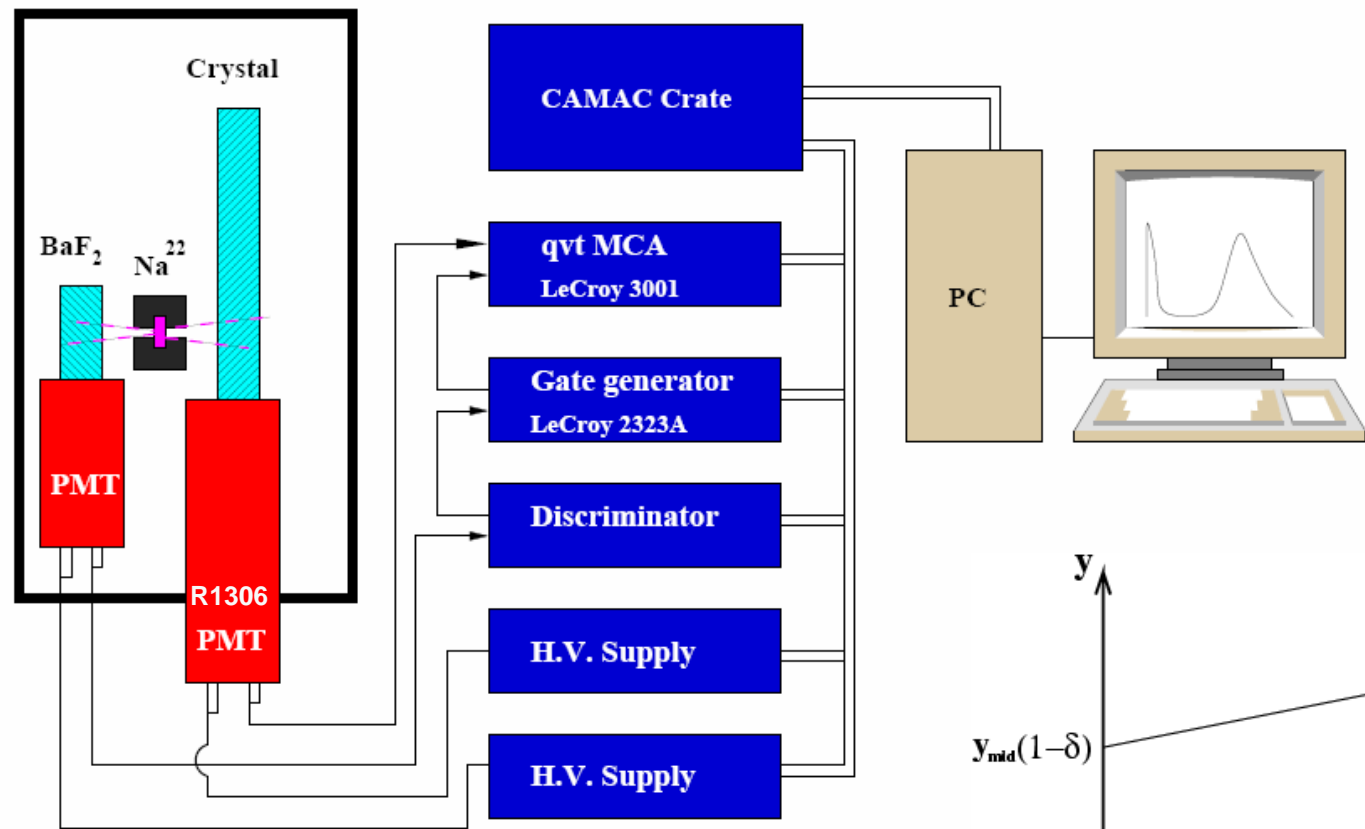 Crystal
BaF₂
Na²²
PMT
R1306
PMT
CAMAC Crate
qvt MCA
LeCroy 3001
Gate generator
LeCroy 2323A
Discriminator
H.V. Supply
H.V. Supply
PC
y
y_mid(1−δ)